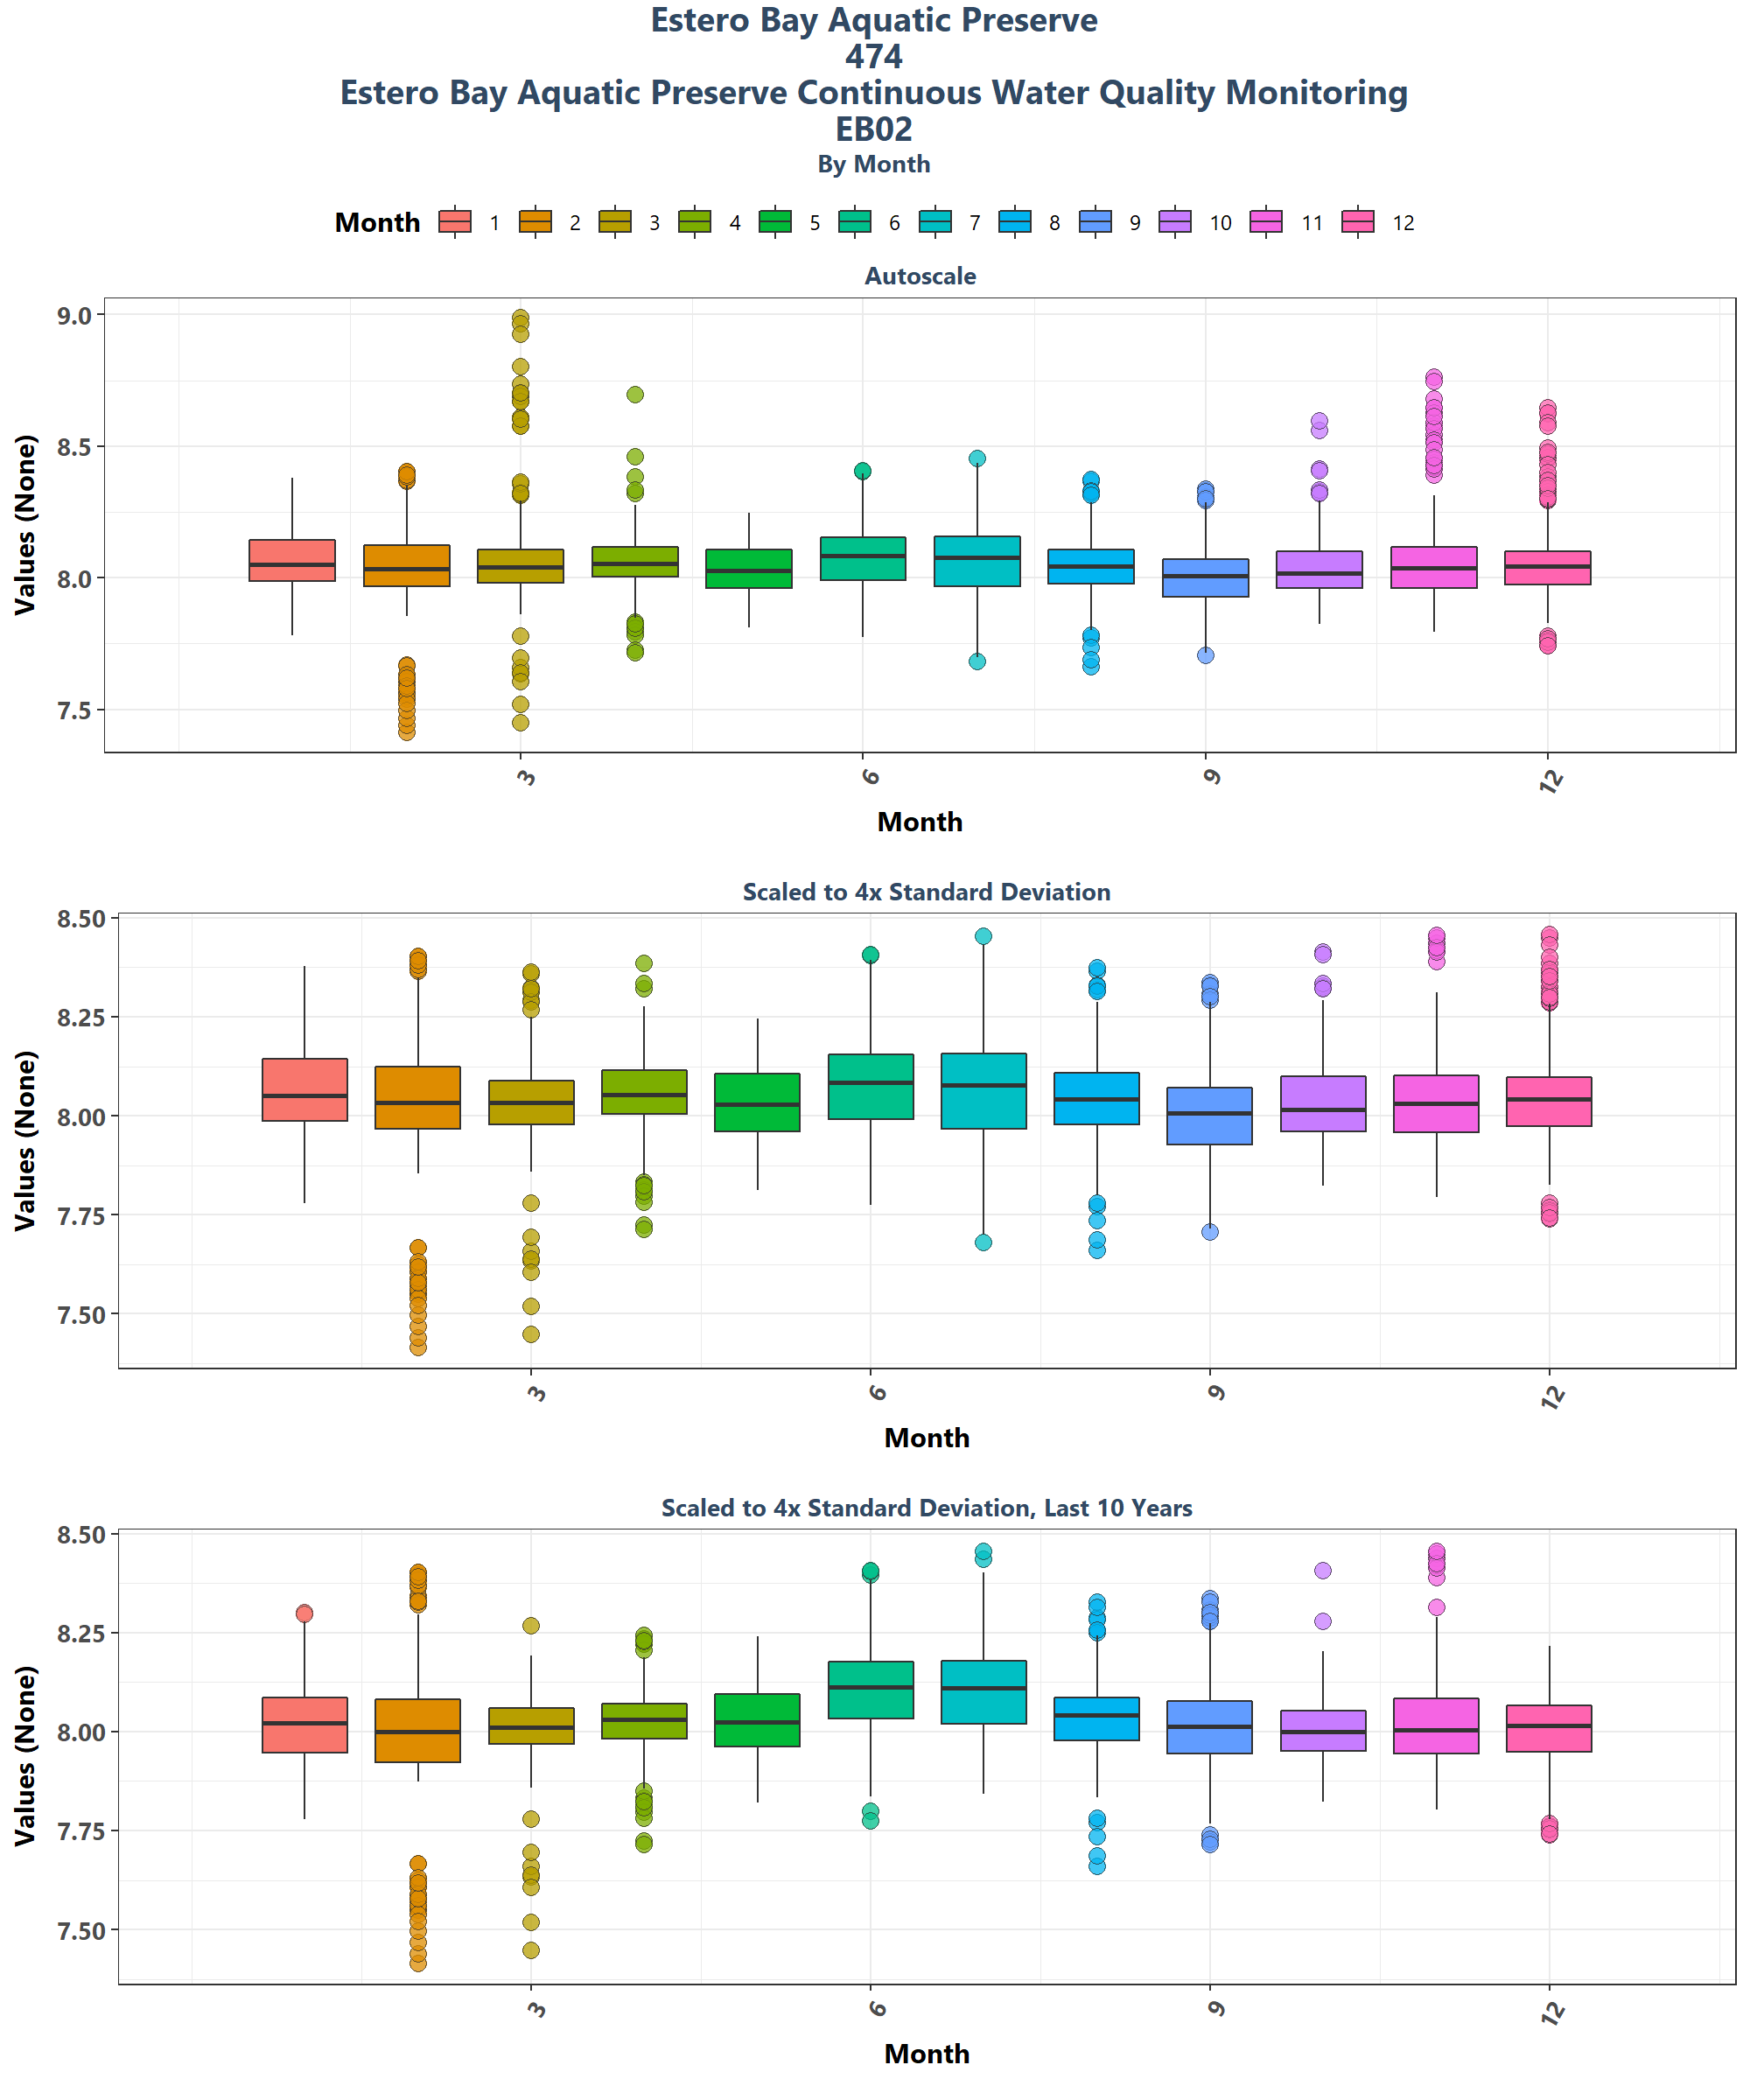 Estero Bay Aquatic Preserve
474
Estero Bay Aquatic Preserve Continuous Water Quality Monitoring
EB02
By Month
Month 1 2 3 4 5 6 7 8 9 10 11 12
Autoscale
Values (None)
9.0
8.5
8.0
7.5
3 6 9 12
Month
Scaled to 4x Standard Deviation
Values (None)
8.50
8.25
8.00
7.75
7.50
3 6 9 12
Month
Scaled to 4x Standard Deviation, Last 10 Years
Values (None)
8.50
8.25
8.00
7.75
7.50
3 6 9 12
Month